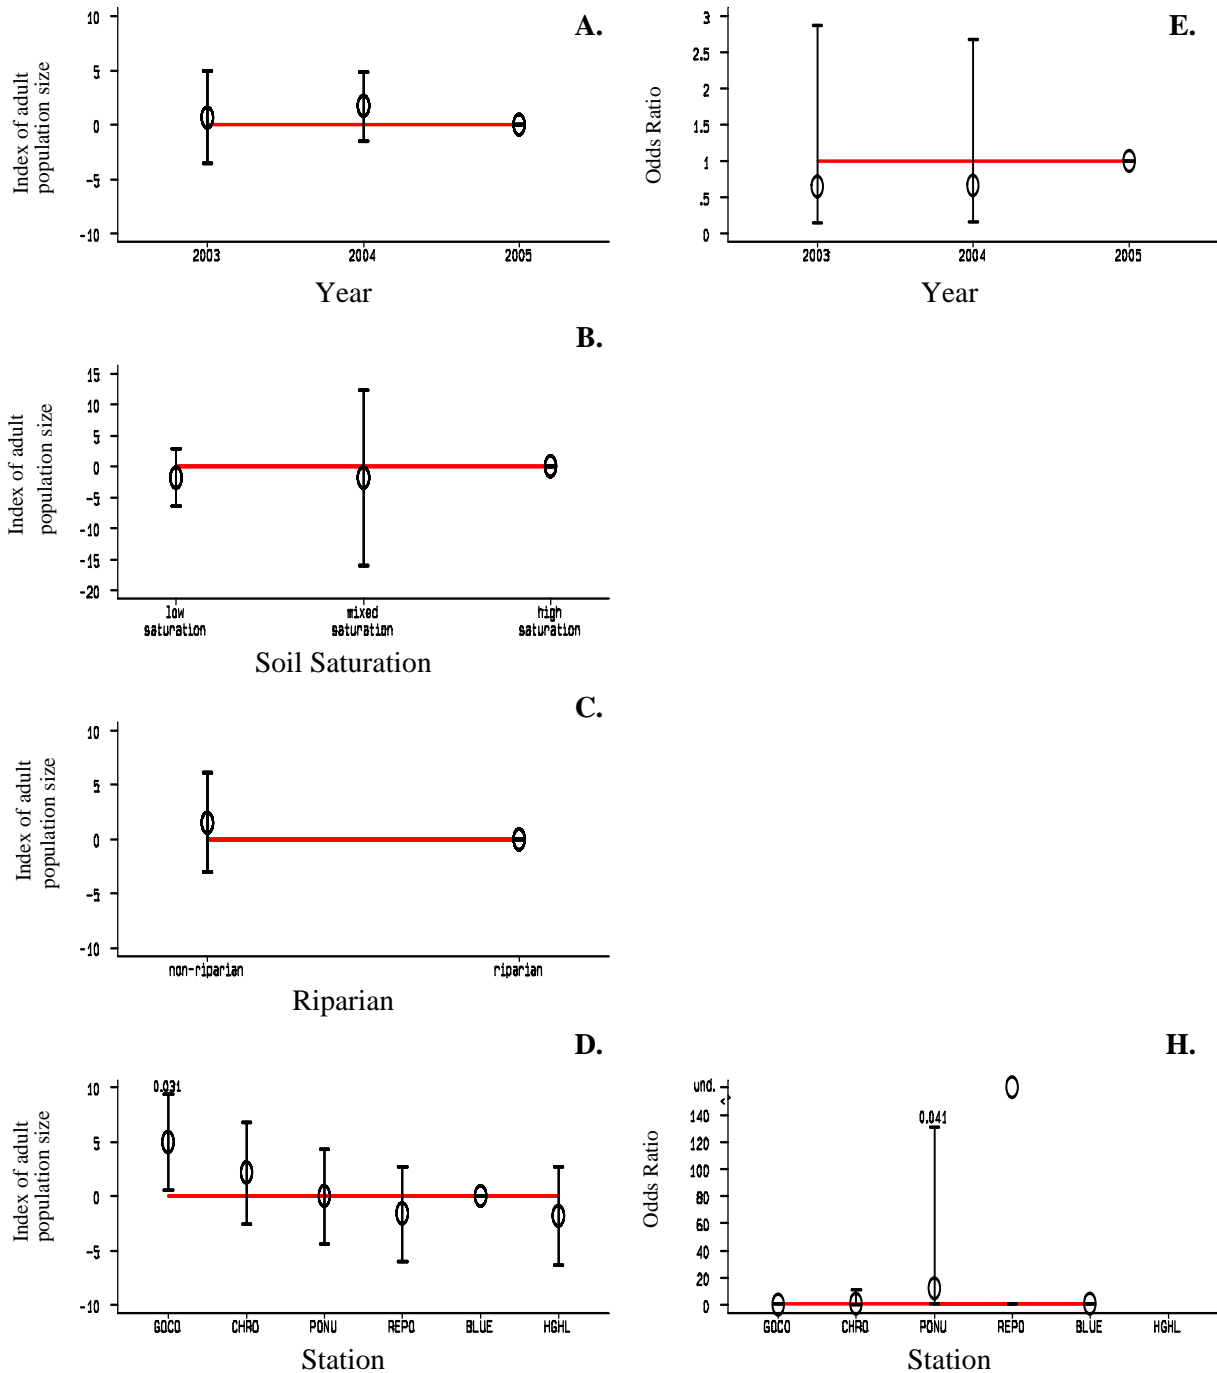 A.
Index of adult
population size
10
5
0
-5
-10
2003 2004 2005
Year
E.
Odds Ratio
3
2.5
2
1.5
1
.5
0
2003 2004 2005
Year
B.
Index of adult
population size
15
10
5
0
-5
-10
-15
-20
low mixed high
saturation saturation saturation
Soil Saturation
C.
Index of adult
population size
10
5
0
-5
-10
non-riparian riparian
Riparian
D.
Index of adult
population size
10
5
0
-5
-10
0.031
GOCO CHRO PONU REPO BLUE HGHL
Station
H.
Odds Ratio
und.
140
120
100
80
60
40
20
0
0.041
GOCO CHRO PONU REPO BLUE HGHL
Station